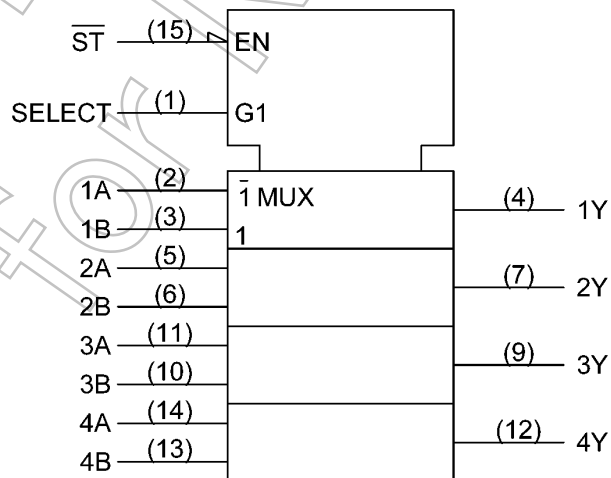 S̅T̅ (15) EN
SELECT (1) G1
1A (2) 1̅ MUX (4) 1Y
1B (3) 1
2A (5) (7) 2Y
2B (6)
3A (11) (9) 3Y
3B (10)
4A (14) (12) 4Y
4B (13)
for